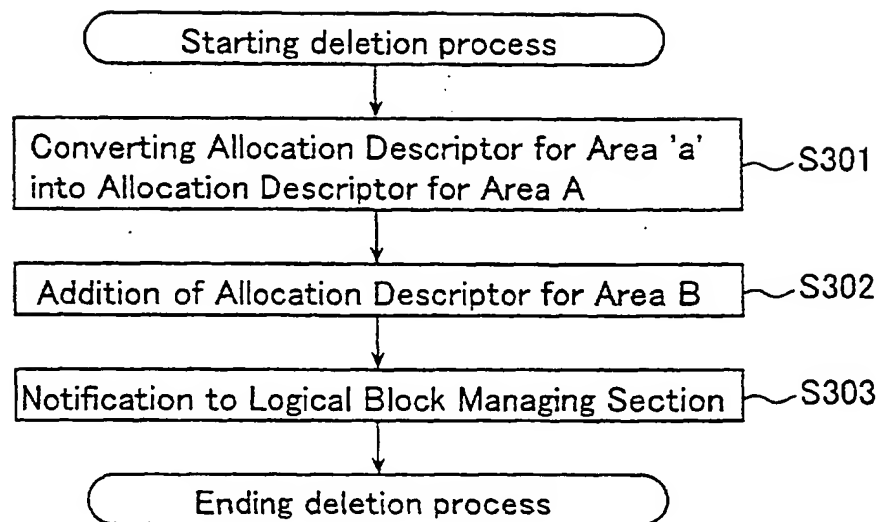 Starting deletion process
Converting Allocation Descriptor for Area 'a'
into Allocation Descriptor for Area A
S301
Addition of Allocation Descriptor for Area B
S302
Notification to Logical Block Managing Section
S303
Ending deletion process